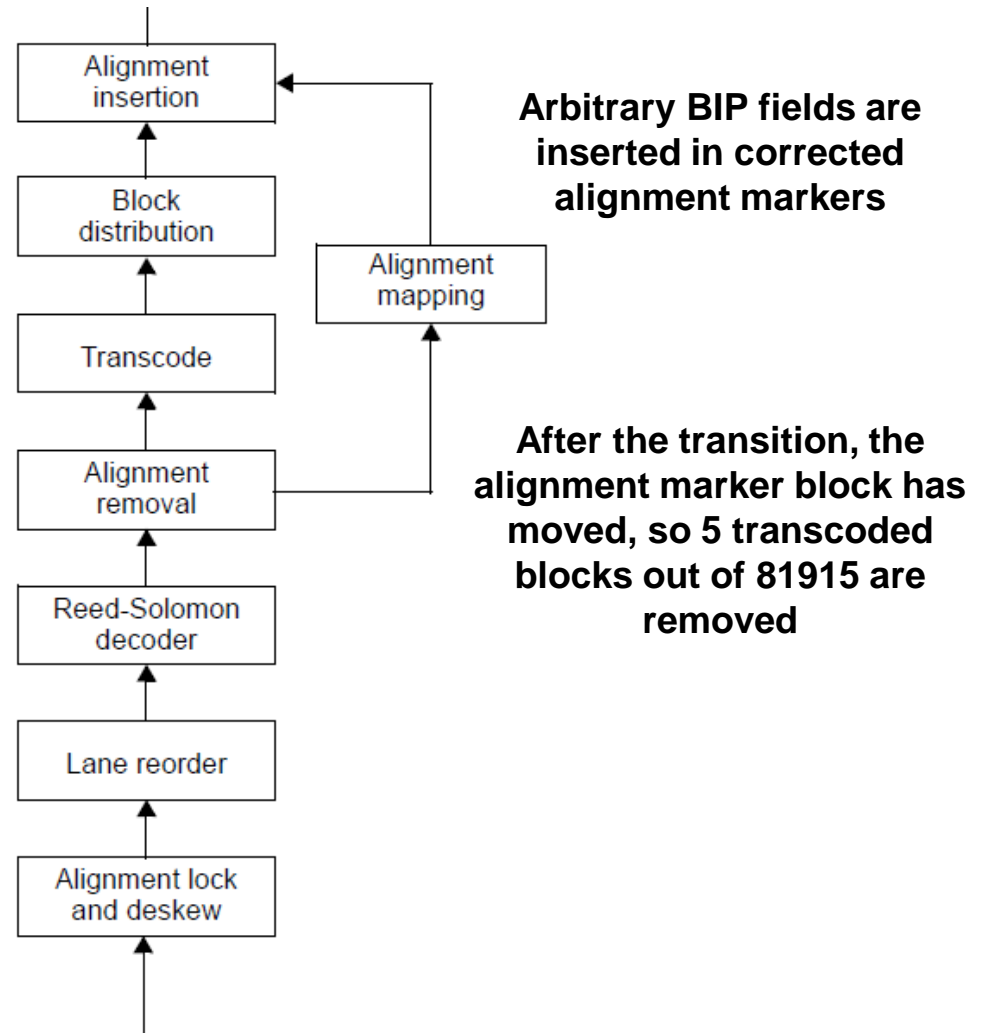 Alignment
insertion
Arbitrary BIP fields are
inserted in corrected
alignment markers
Block
distribution
Alignment
mapping
Transcode
Alignment
removal
After the transition, the
alignment marker block has
moved, so 5 transcoded
blocks out of 81915 are
removed
Reed-Solomon
decoder
Lane reorder
Alignment lock
and deskew